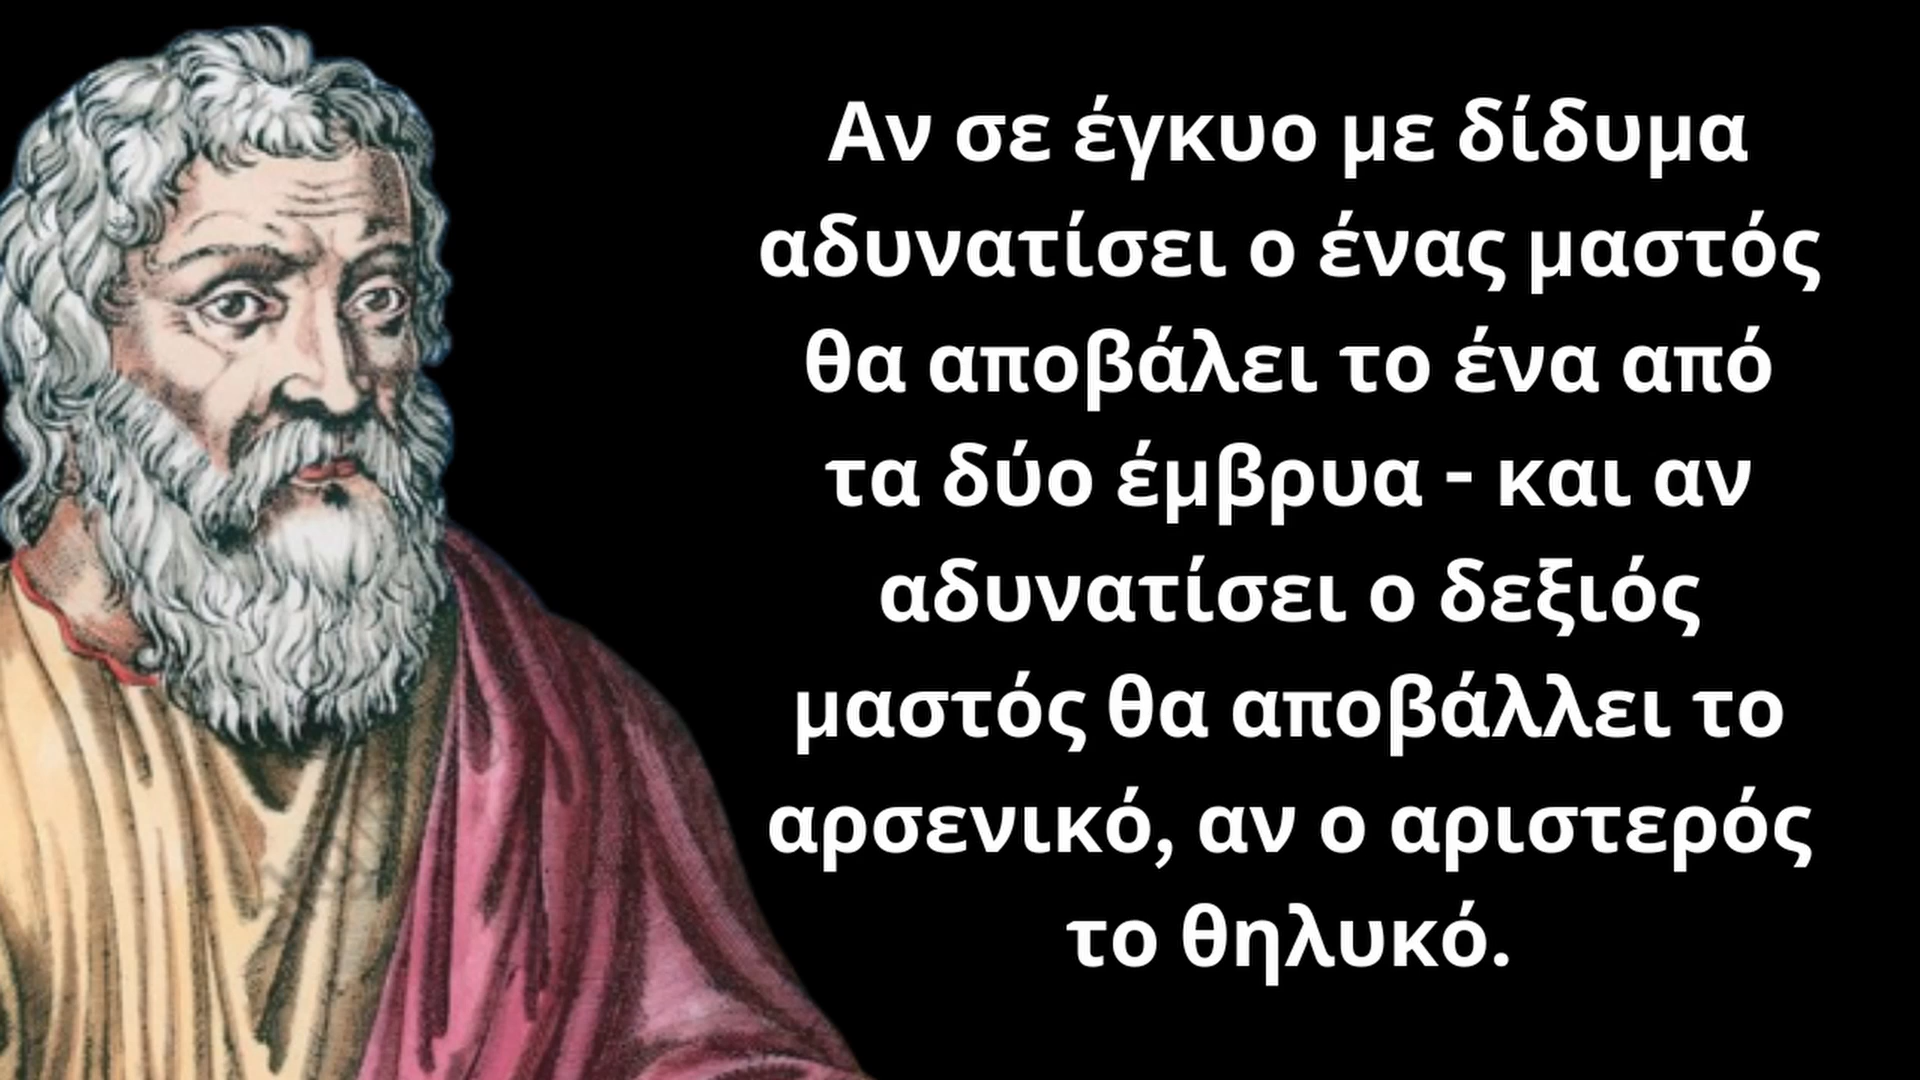 Αν σε έγκυο με δίδυμα
αδυνατίσει ο ένας μαστός
θα αποβάλει το ένα από
τα δύο έμβρυα - και αν
αδυνατίσει ο δεξιός
μαστός θα αποβάλλει το
αρσενικό, αν ο αριστερός
το θηλυκό.